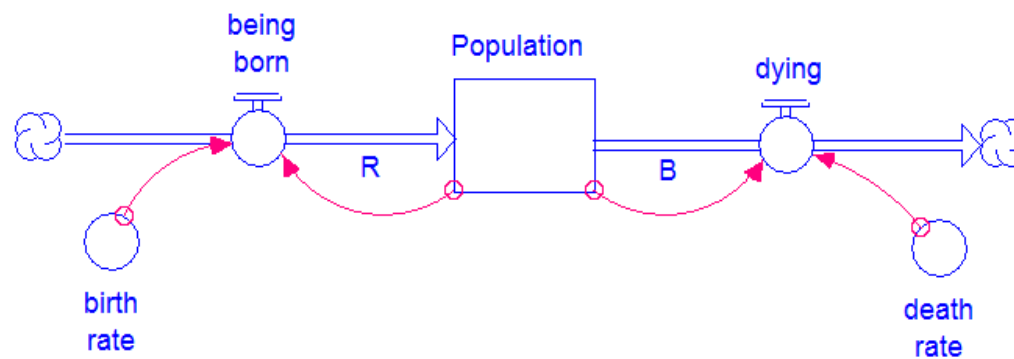 being
born
Population
dying
R
B
birth
rate
death
rate